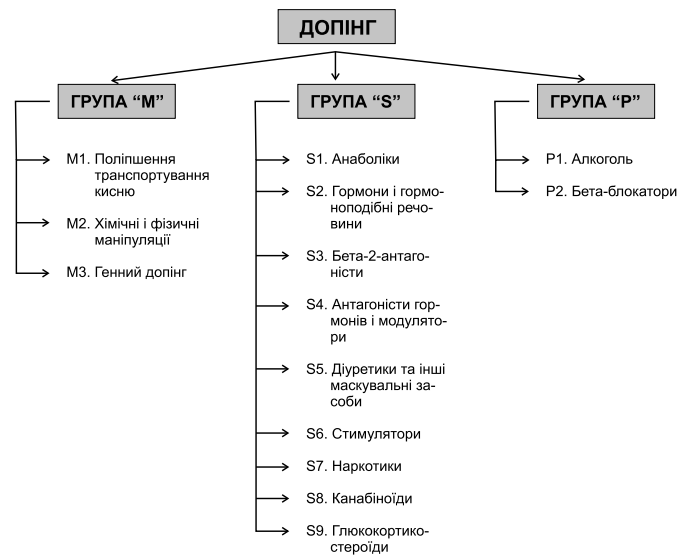 ДОПІНГ
ГРУПА “М”
М1. Поліпшення
транспортування
кисню
М2. Хімічні і фізичні
маніпуляції
М3. Генний допінг
ГРУПА “S”
S1. Анаболіки
S2. Гормони і гормо-
ноподібні речо-
вини
S3. Бета-2-антаго-
ністи
S4. Антагоністи гор-
монів і модулято-
ри
S5. Діуретики та інші
маскувальні за-
соби
S6. Стимулятори
S7. Наркотики
S8. Канабіноїди
S9. Глюкокортико-
стероїди
ГРУПА “Р”
Р1. Алкоголь
Р2. Бета-блокатори